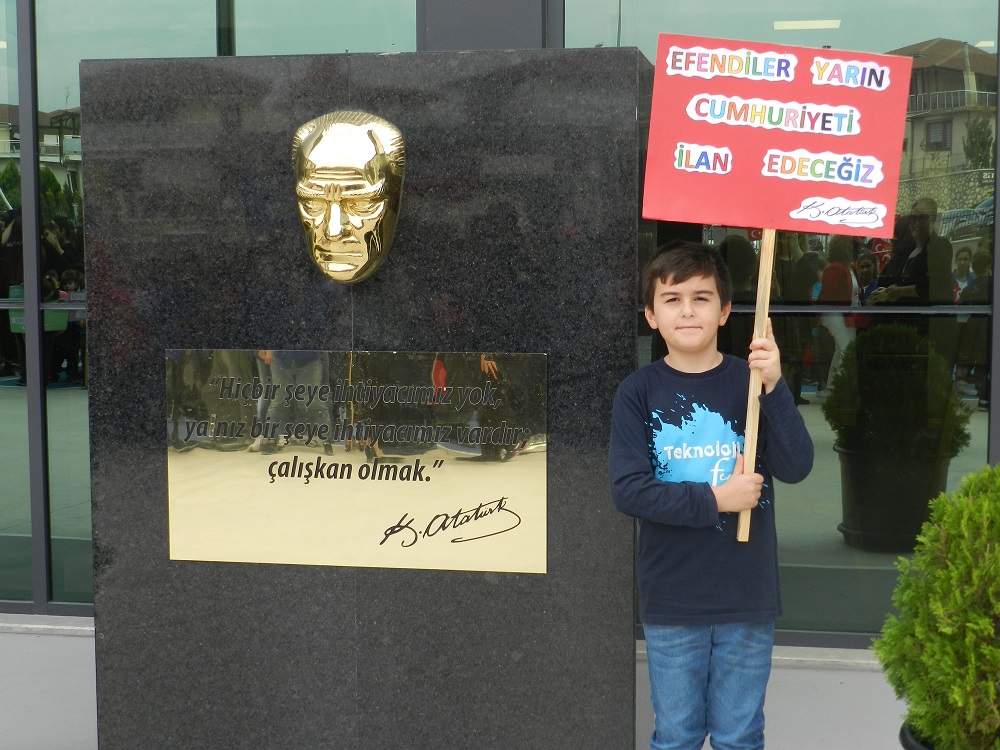 EFENDİLER YARIN
CUMHURİYETİ
İLAN EDECEĞİZ
K. Atatürk
"Hiçbir şeye ihtiyacımız yok,
yalnız bir şeye ihtiyacımız vardır;
çalışkan olmak."
K. Atatürk
Teknoloji